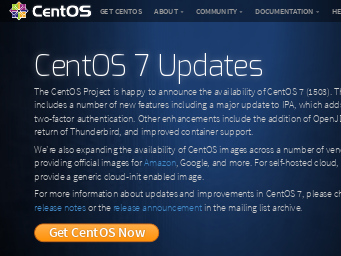 CentOS GET CENTOS ABOUT COMMUNITY DOCUMENTATION HE
CentOS 7 Updates
The CentOS Project is happy to announce the availability of CentOS 7 (1503). Th
includes a number of new features including a major update to IPA, which add
two-factor authentication. Other enhancements include the addition of OpenJD
return of Thunderbird, and improved container support.
We're also expanding the availability of CentOS images across a number of ven
providing official images for Amazon, Google, and more. For self-hosted cloud,
provide a generic cloud-init enabled image.
For more information about updates and improvements in CentOS 7, please ch
release notes or the release announcement in the mailing list archive.
Get CentOS Now